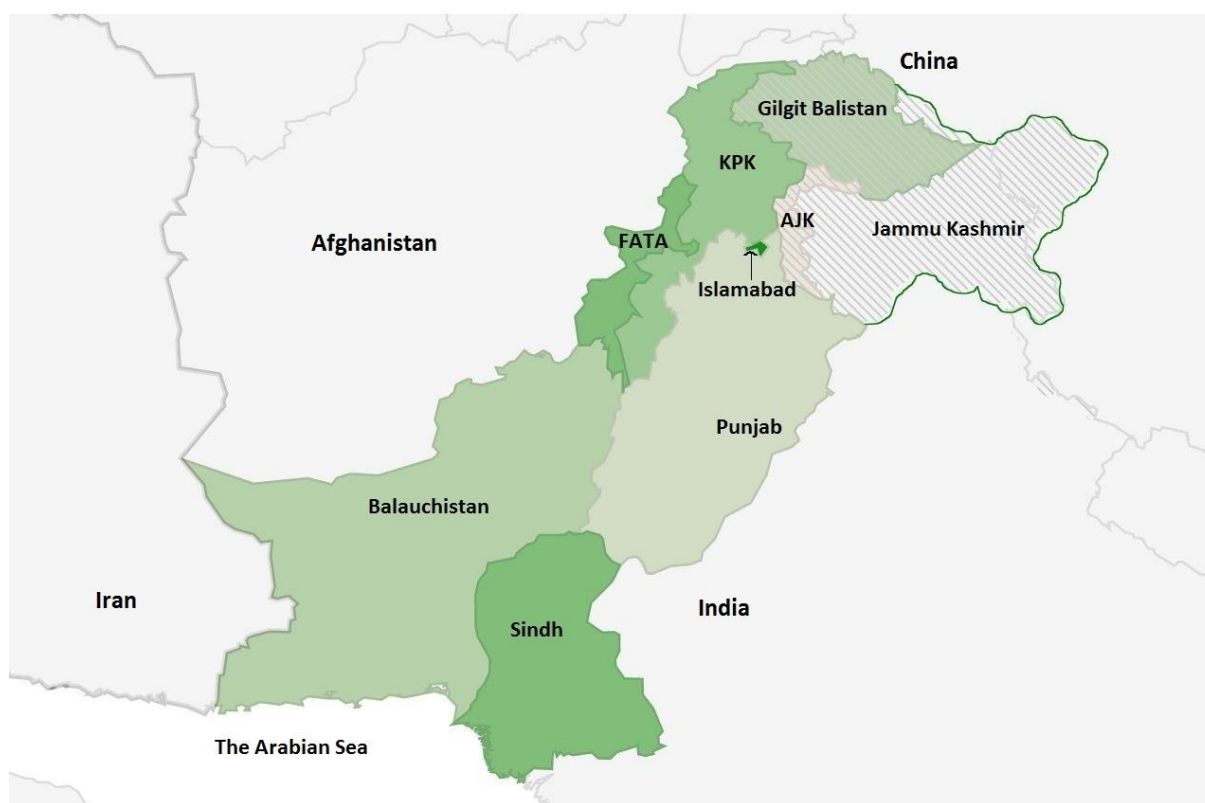 China
Gilgit Balistan
KPK
AJK
Jammu Kashmir
Afghanistan
FATA
Islamabad
Punjab
Balauchistan
Iran
India
Sindh
The Arabian Sea